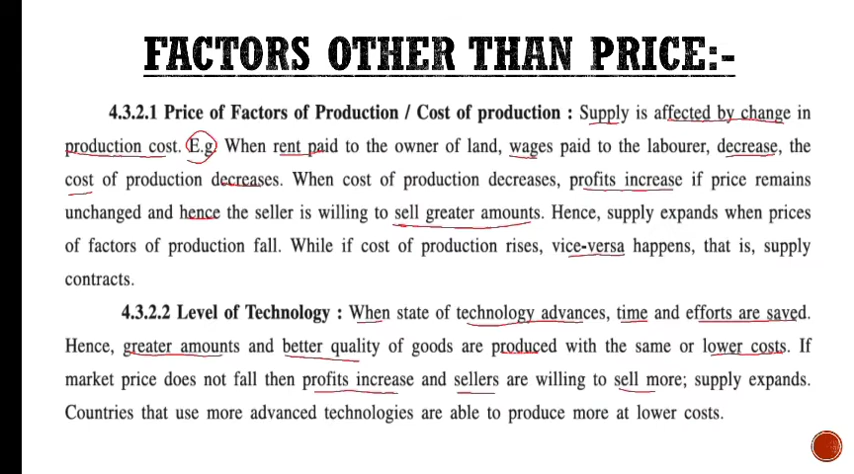 FACTORS OTHER THAN PRICE:-
4.3.2.1 Price of Factors of Production / Cost of production : Supply is affected by change in
production cost. E.g. When rent paid to the owner of land, wages paid to the labourer, decrease, the
cost of production decreases. When cost of production decreases, profits increase if price remains
unchanged and hence the seller is willing to sell greater amounts. Hence, supply expands when prices
of factors of production fall. While if cost of production rises, vice-versa happens, that is, supply
contracts.
4.3.2.2 Level of Technology : When state of technology advances, time and efforts are saved.
Hence, greater amounts and better quality of goods are produced with the same or lower costs. If
market price does not fall then profits increase and sellers are willing to sell more; supply expands.
Countries that use more advanced technologies are able to produce more at lower costs.